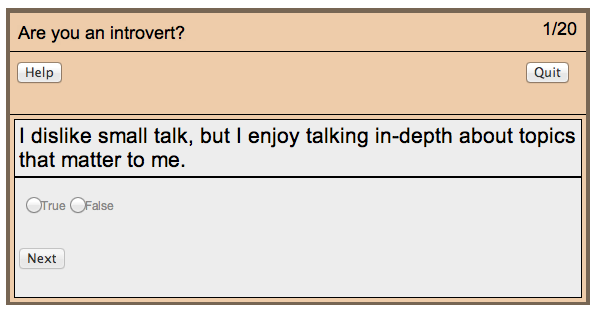 Are you an introvert? 1/20
Help Quit
I dislike small talk, but I enjoy talking in-depth about topics
that matter to me.
True False
Next